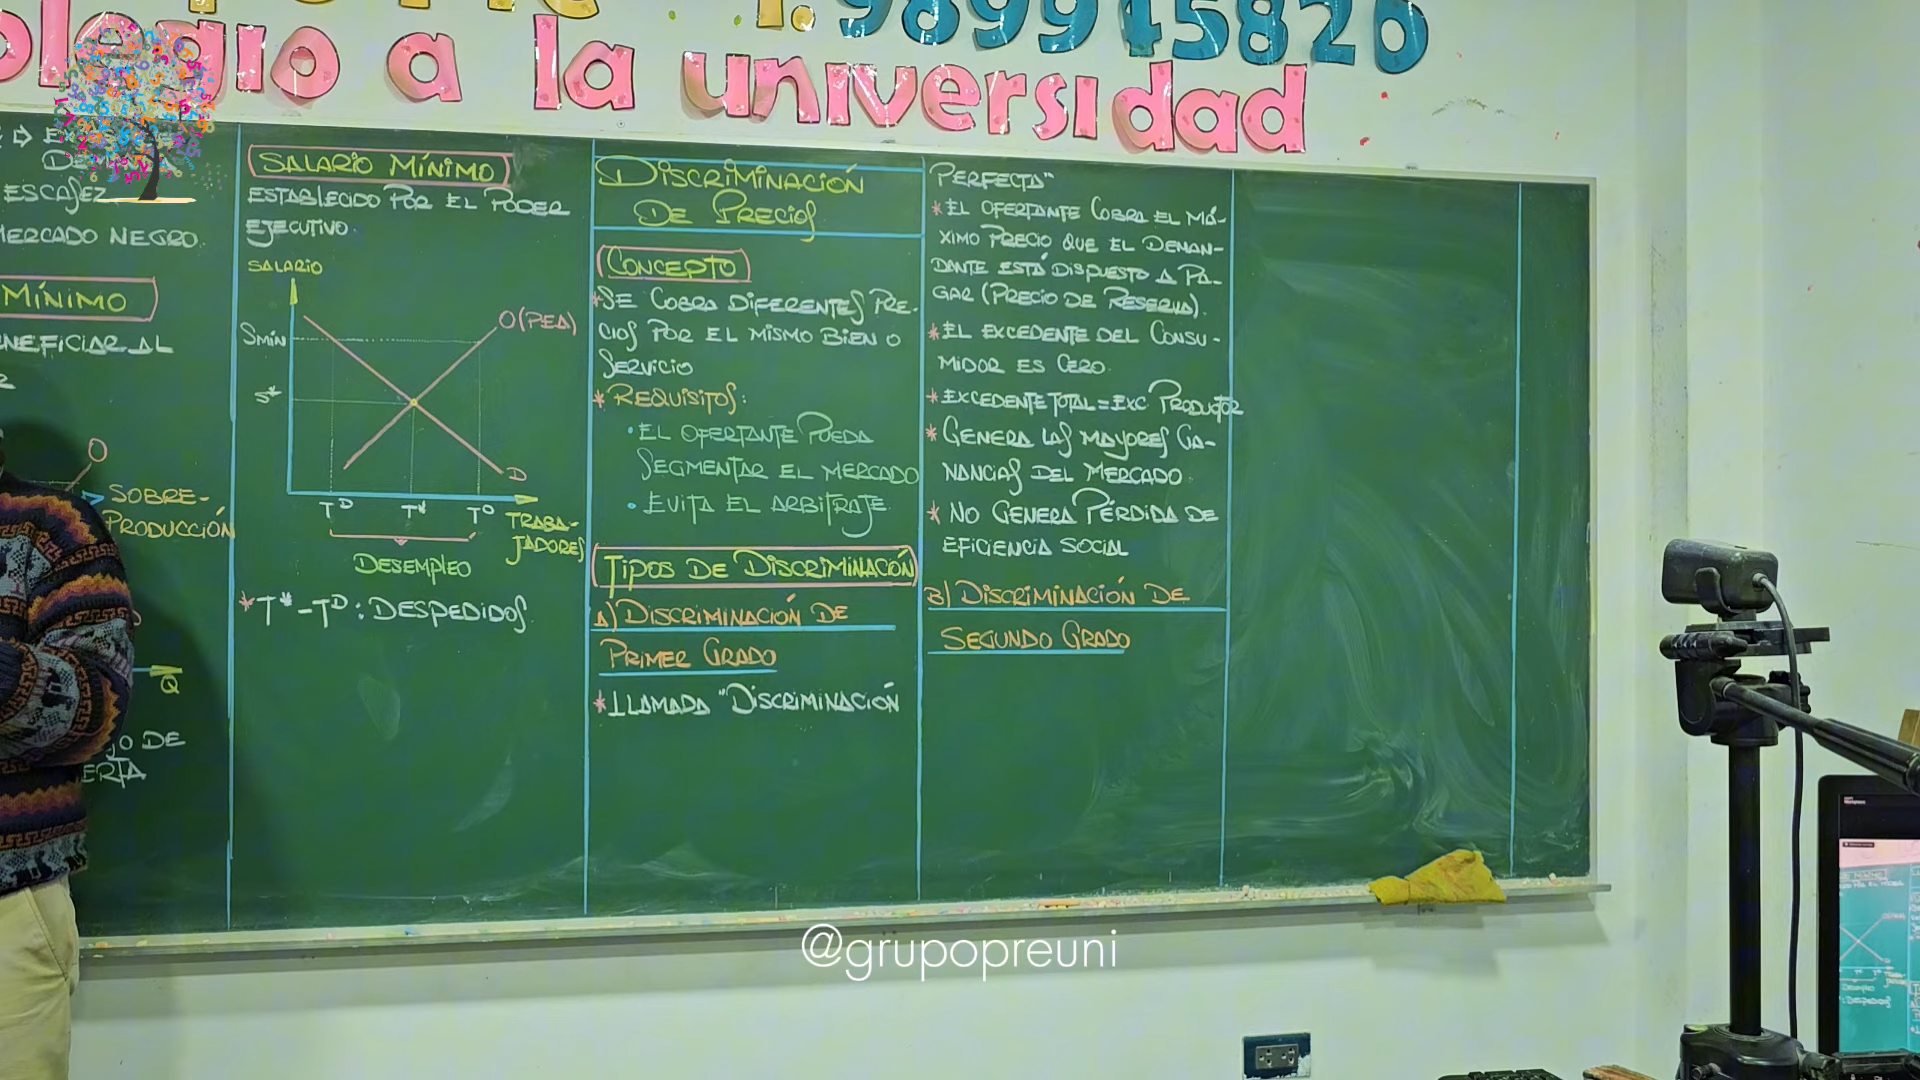 1.989945820
olegio a la universidad
ESCASEZ
MERCADO NEGRO
MÍNIMO
NEFICIAR AL
O
SOBRE-
PRODUCCIÓN
Q
DE
ERTA
SALARIO MÍNIMO
ESTABLECIDO POR EL PODER
EJECUTIVO.
SALARIO
SMÍN
O(PEA)
S*
D
T^D T* T^O
TRABA-
JADORES
DESEMPLEO
*T*-T^D: DESPEDIDOS.
DISCRIMINACIÓN
DE PRECIOS
CONCEPTO
*SE COBRA DIFERENTES PRE-
CIOS POR EL MISMO BIEN O
SERVICIO
*REQUISITOS:
•EL OFERTANTE PUEDA
SEGMENTAR EL MERCADO
•EVITA EL ARBITRAJE
TIPOS DE DISCRIMINACIÓN
A) DISCRIMINACIÓN DE
PRIMER GRADO
*LLAMADA "DISCRIMINACIÓN
PERFECTA"
*EL OFERTANTE COBRA EL MÁ-
XIMO PRECIO QUE EL DEMAN-
DANTE ESTÁ DISPUESTO A PA-
GAR (PRECIO DE RESERVA).
*EL EXCEDENTE DEL CONSU-
MIDOR ES CERO.
*EXCEDENTE TOTAL=EXC PRODUCTOR
*GENERA LAS MAYORES GA-
NANCIAS DEL MERCADO.
*NO GENERA PÉRDIDA DE
EFICIENCIA SOCIAL
B) DISCRIMINACIÓN DE
SEGUNDO GRADO
@grupopreuni